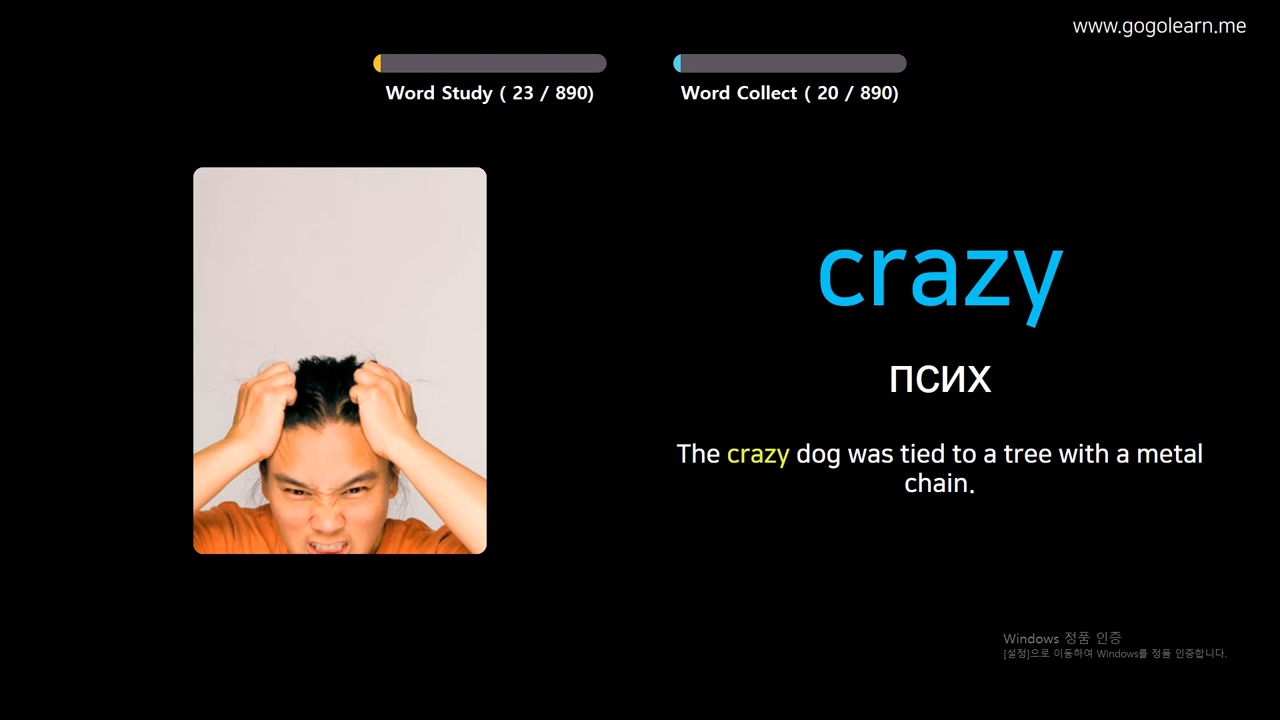 www.gogolearn.me
Word Study ( 23 / 890)
Word Collect ( 20 / 890)
crazy
псих
The crazy dog was tied to a tree with a metal
chain.
Windows 정품 인증
[설정]으로 이동하여 Windows를 정품 인증합니다.